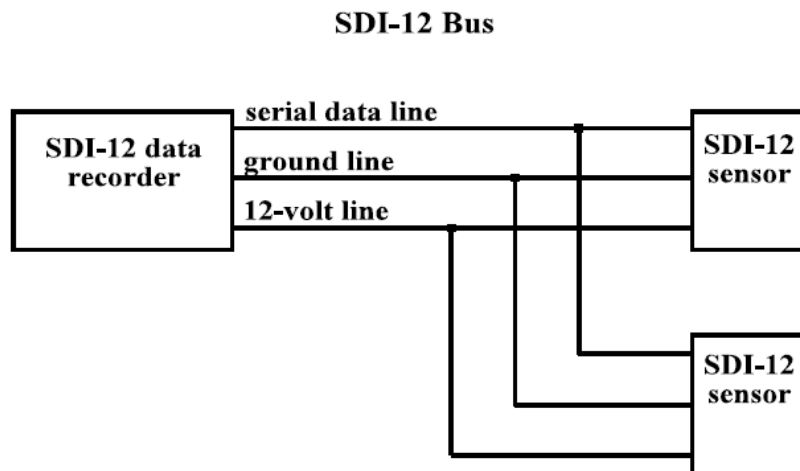 SDI-12 Bus
serial data line
SDI-12 data
recorder
ground line
12-volt line
SDI-12
sensor
SDI-12
sensor